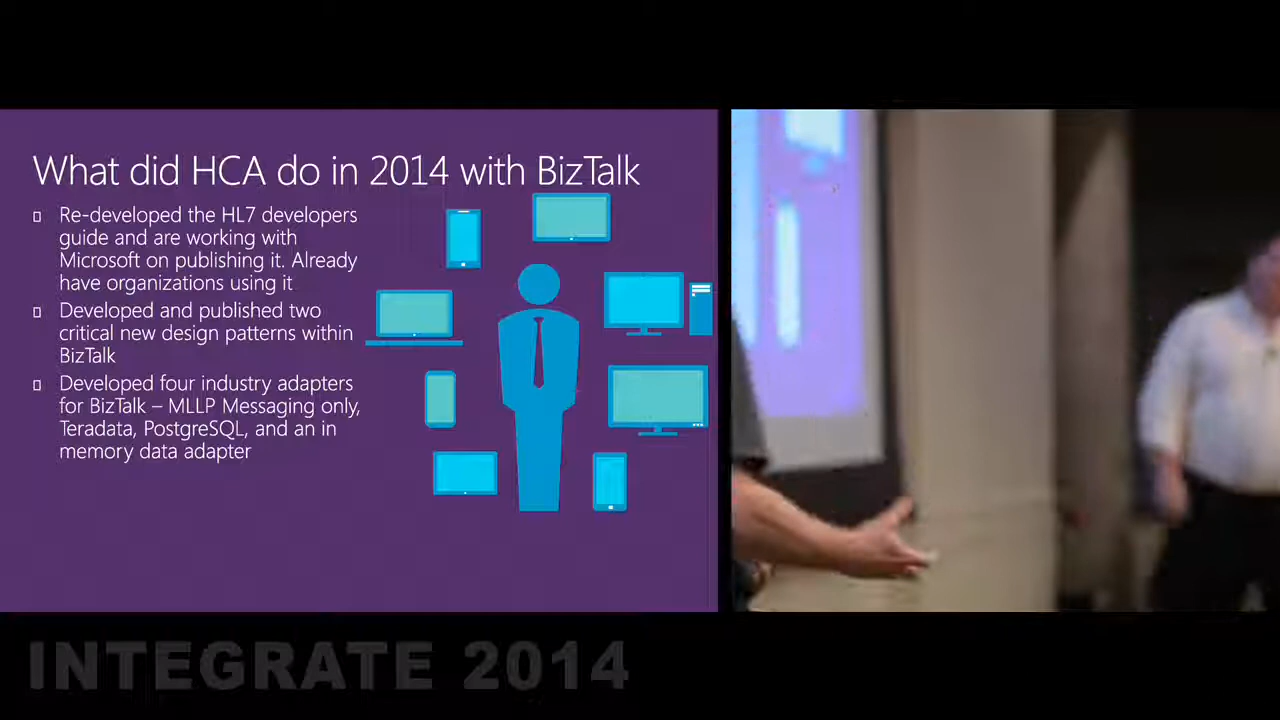 What did HCA do in 2014 with BizTalk
Re-developed the HL7 developers
guide and are working with
Microsoft on publishing it. Already
have organizations using it
Developed and published two
critical new design patterns within
BizTalk
Developed four industry adapters
for BizTalk – MLLP Messaging only,
Teradata, PostgreSQL, and an in
memory data adapter
INTEGRATE 2014